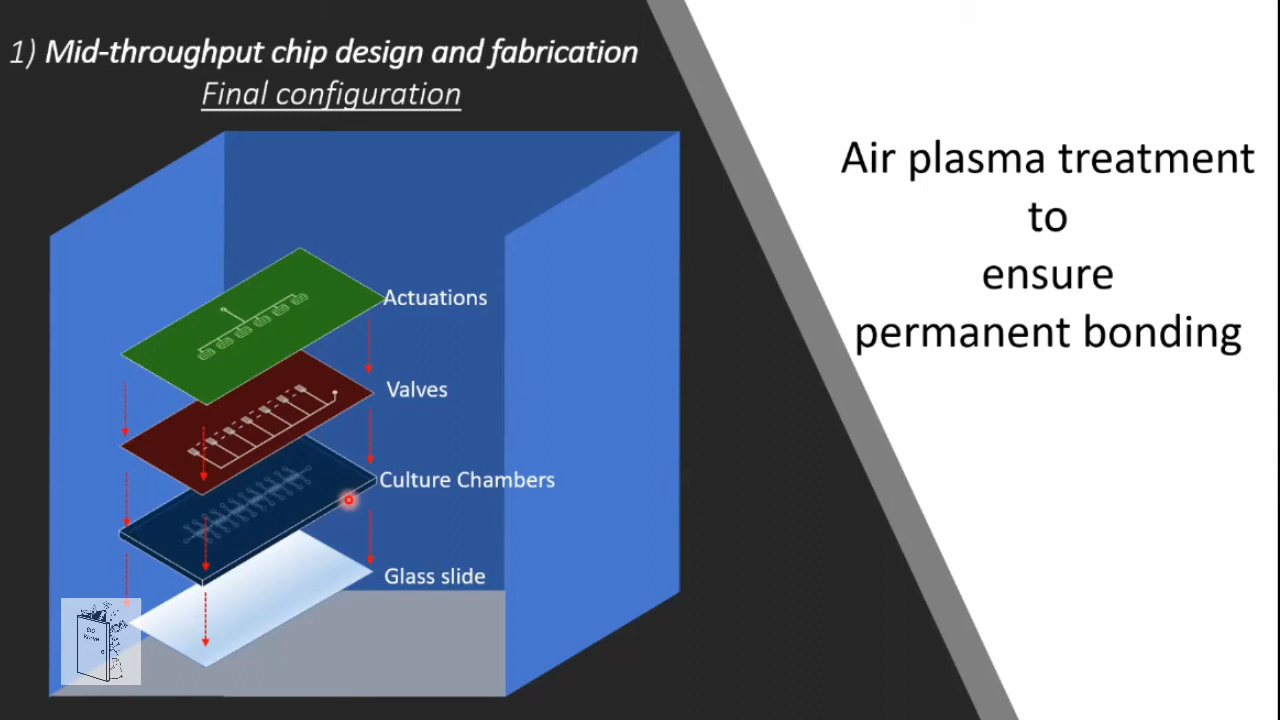 1) Mid-throughput chip design and fabrication
Final configuration
Air plasma treatment
to
ensure
permanent bonding
Actuations
Valves
Culture Chambers
Glass slide